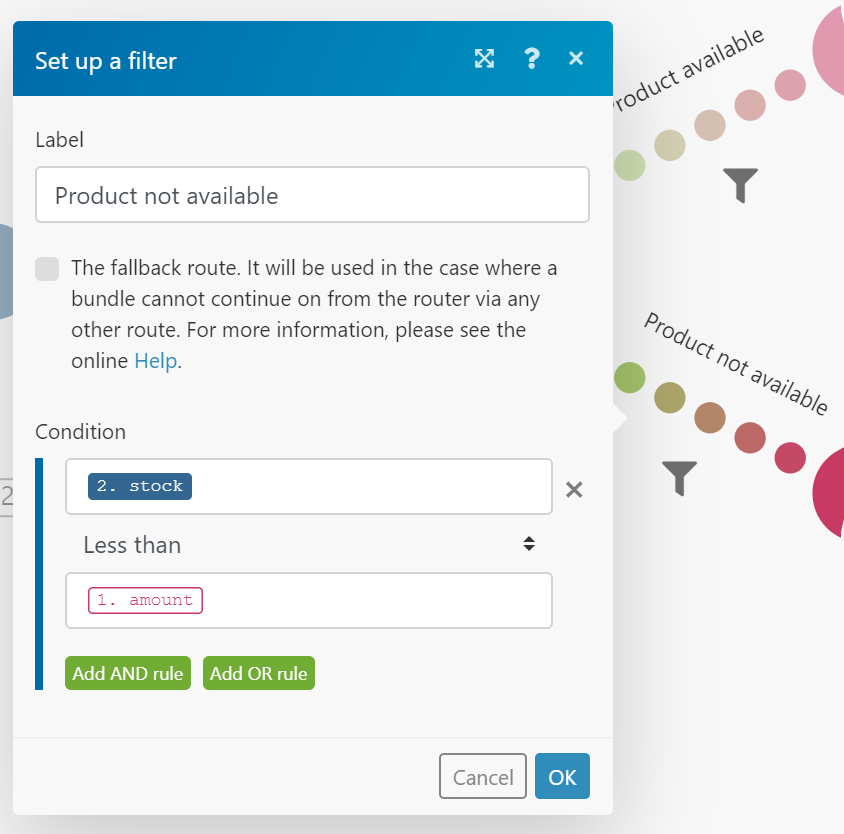 Set up a filter
?
Label
Product not available
The fallback route. It will be used in the case where a
bundle cannot continue on from the router via any
other route. For more information, please see the
online Help.
Condition
2. stock
Less than
1. amount
Add AND rule
Add OR rule
Cancel
OK
Product available
Product not available
2